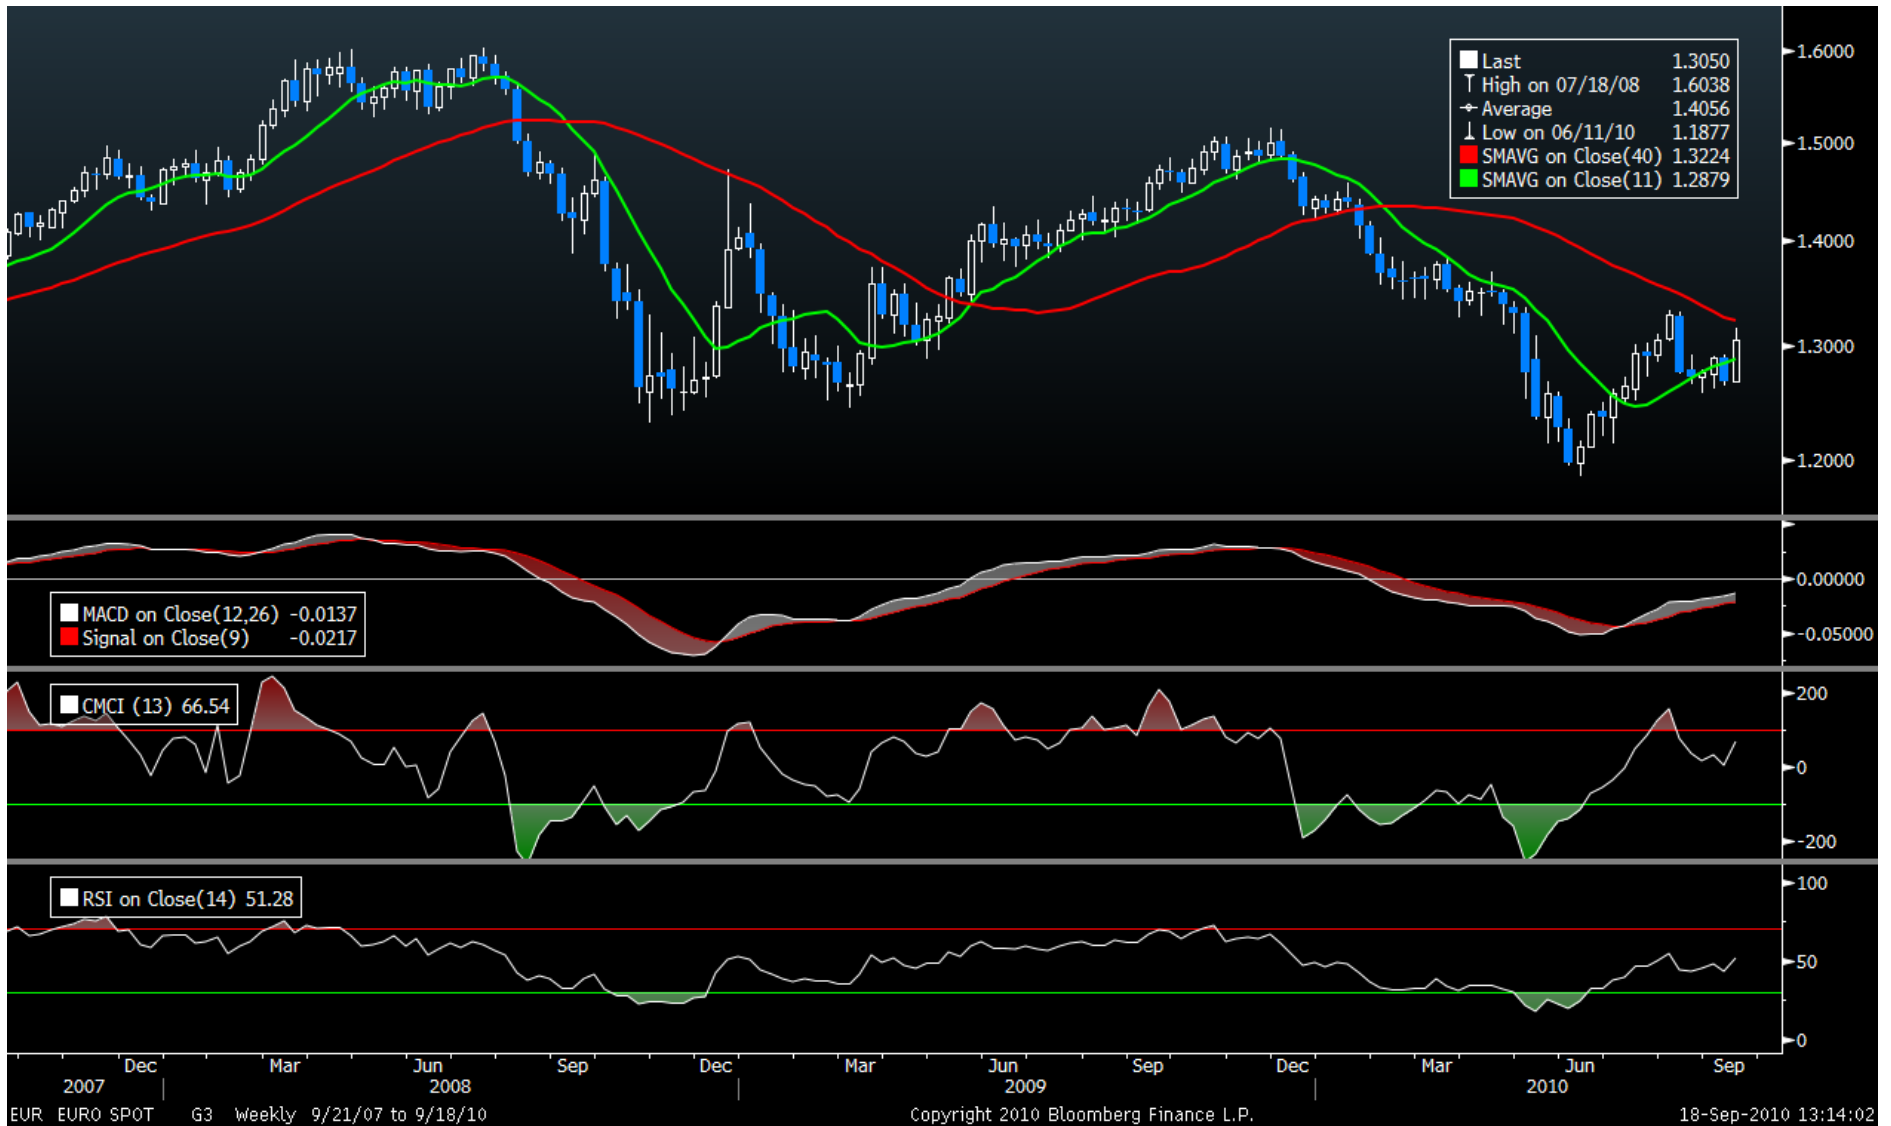 Last 1.3050
High on 07/18/08 1.6038
Average 1.4056
Low on 06/11/10 1.1877
SMAVG on Close(40) 1.3224
SMAVG on Close(11) 1.2879
1.6000
1.5000
1.4000
1.3000
1.2000
MACD on Close(12,26) -0.0137
Signal on Close(9) -0.0217
0.00000
-0.05000
CMCI (13) 66.54
200
0
-200
RSI on Close(14) 51.28
100
50
0
Dec Mar Jun Sep Dec Mar Jun Sep Dec Mar Jun Sep
2007 2008 2009 2010
EUR EURO SPOT G3 Weekly 9/21/07 to 9/18/10 Copyright 2010 Bloomberg Finance L.P. 18-Sep-2010 13:14:02